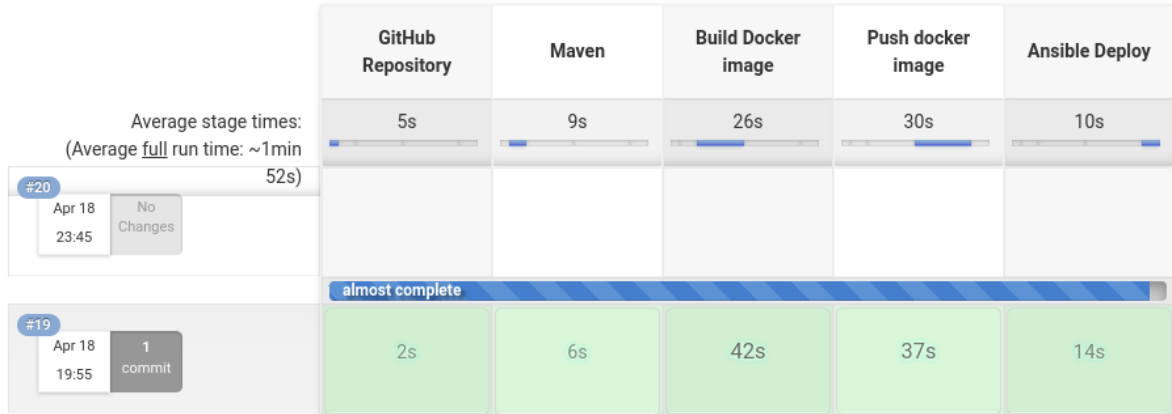 GitHub
Repository
Maven
Build Docker
image
Push docker
image
Ansible Deploy
Average stage times:
(Average full run time: ~1min
52s)
5s
9s
26s
30s
10s
#20
Apr 18
23:45
No
Changes
almost complete
#19
Apr 18
19:55
1
commit
2s
6s
42s
37s
14s